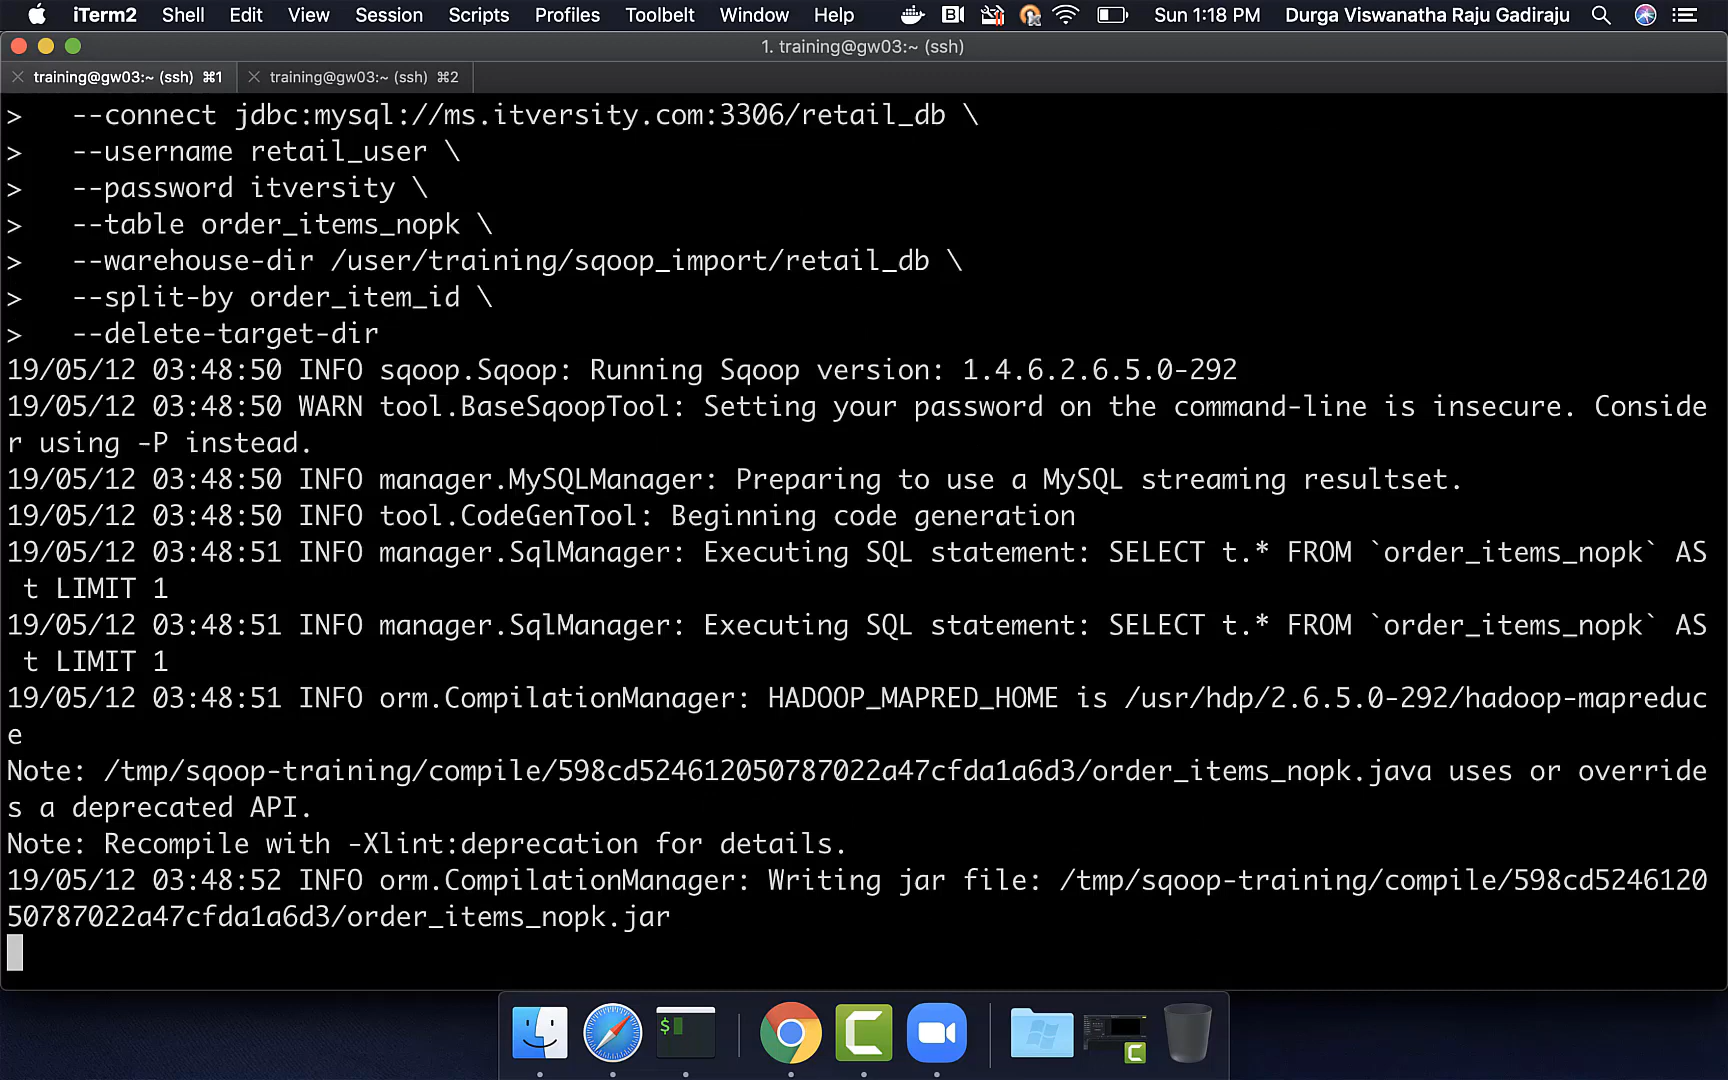 iTerm2 Shell Edit View Session Scripts Profiles Toolbelt Window Help Sun 1:18 PM Durga Viswanatha Raju Gadiraju
1. training@gw03:~ (ssh)
training@gw03:~ (ssh) ⌘1 training@gw03:~ (ssh) ⌘2
>   --connect jdbc:mysql://ms.itversity.com:3306/retail_db \
>   --username retail_user \
>   --password itversity \
>   --table order_items_nopk \
>   --warehouse-dir /user/training/sqoop_import/retail_db \
>   --split-by order_item_id \
>   --delete-target-dir
19/05/12 03:48:50 INFO sqoop.Sqoop: Running Sqoop version: 1.4.6.2.6.5.0-292
19/05/12 03:48:50 WARN tool.BaseSqoopTool: Setting your password on the command-line is insecure. Conside
r using -P instead.
19/05/12 03:48:50 INFO manager.MySQLManager: Preparing to use a MySQL streaming resultset.
19/05/12 03:48:50 INFO tool.CodeGenTool: Beginning code generation
19/05/12 03:48:51 INFO manager.SqlManager: Executing SQL statement: SELECT t.* FROM `order_items_nopk` AS
 t LIMIT 1
19/05/12 03:48:51 INFO manager.SqlManager: Executing SQL statement: SELECT t.* FROM `order_items_nopk` AS
 t LIMIT 1
19/05/12 03:48:51 INFO orm.CompilationManager: HADOOP_MAPRED_HOME is /usr/hdp/2.6.5.0-292/hadoop-mapreduc
e
Note: /tmp/sqoop-training/compile/598cd524612050787022a47cfda1a6d3/order_items_nopk.java uses or override
s a deprecated API.
Note: Recompile with -Xlint:deprecation for details.
19/05/12 03:48:52 INFO orm.CompilationManager: Writing jar file: /tmp/sqoop-training/compile/598cd5246120
50787022a47cfda1a6d3/order_items_nopk.jar